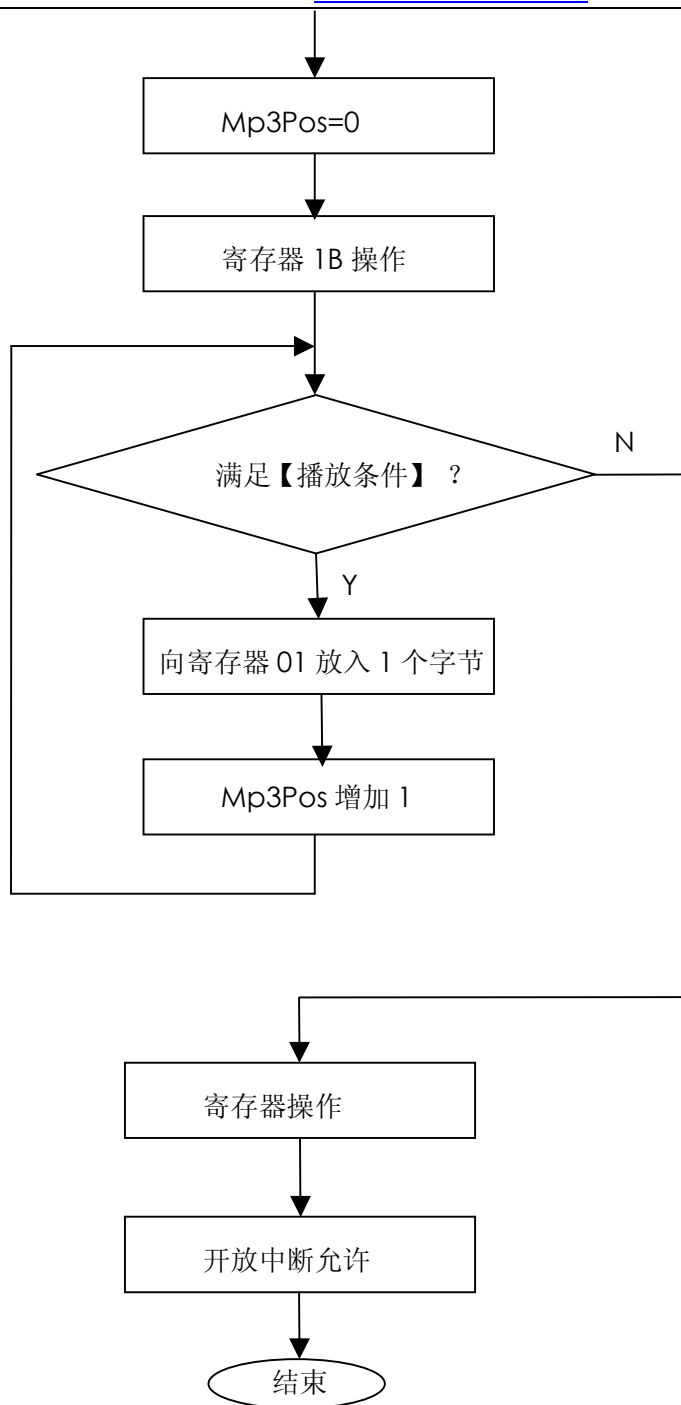 Mp3Pos=0
寄存器 1B 操作
满足【播放条件】 ?
N
Y
向寄存器 01 放入 1 个字节
Mp3Pos 增加 1
寄存器操作
开放中断允许
结束